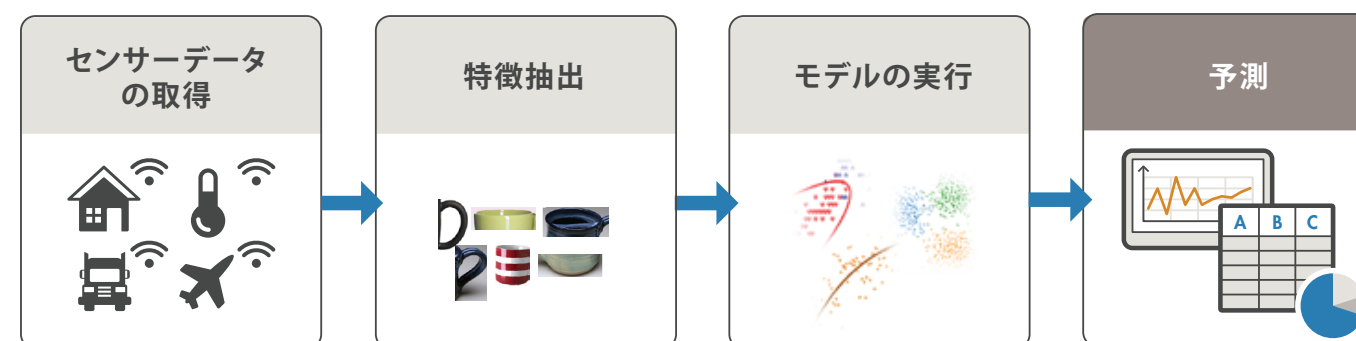 センサーデータ
の取得
特徴抽出
モデルの実行
予測
A B C